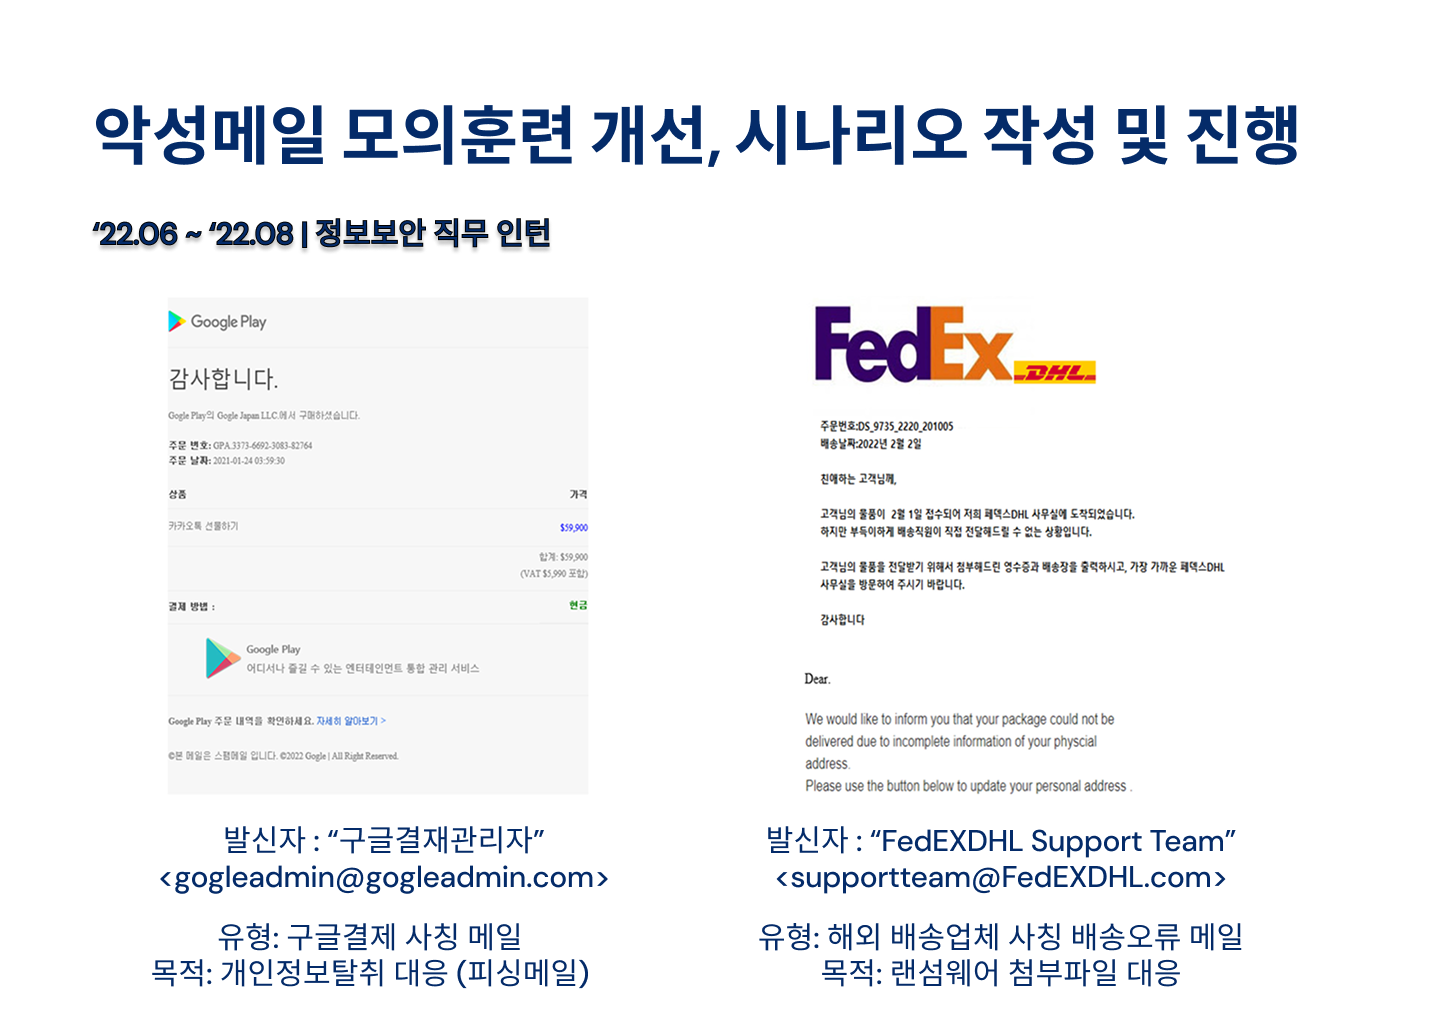 악성메일 모의훈련 개선, 시나리오 작성 및 진행
‘22.06 ~ ‘22.08 | 정보보안 직무 인턴
Google Play
감사합니다.
Gogle Play의 Gogle Japan LLC.에서 구매하셨습니다.
주문 번호: GPA.3373-6692-3083-82764
주문 날짜: 2021-01-24 03:59:30
상품 가격
카카오톡 선물하기 $59,900
합계: $59,900
(VAT $5,990 포함)
결제 방법 : 현금
Google Play
어디서나 즐길 수 있는 엔터테인먼트 통합 관리 서비스
Google Play 주문 내역을 확인하세요. 자세히 알아보기 >
©본 메일은 스팸메일 입니다. ©2022 Gogle | All Right Reserved.
발신자 : “구글결재관리자”
<gogleadmin@gogleadmin.com>
유형: 구글결제 사칭 메일
목적: 개인정보탈취 대응 (피싱메일)
FedEx DHL
주문번호:DS_9735_2220_201005
배송날짜:2022년 2월 2일
친애하는 고객님께,
고객님의 물품이 2월 1일 접수되어 저희 페덱스DHL 사무실에 도착되었습니다.
하지만 부득이하게 배송직원이 직접 전달해드릴 수 없는 상황입니다.
고객님의 물품을 전달받기 위해서 첨부해드린 영수증과 배송장을 출력하시고, 가장 가까운 페덱스DHL
사무실을 방문하여 주시기 바랍니다.
감사합니다
Dear.
We would like to inform you that your package could not be
delivered due to incomplete information of your physcial
address.
Please use the button below to update your personal address .
발신자 : “FedEXDHL Support Team”
<supportteam@FedEXDHL.com>
유형: 해외 배송업체 사칭 배송오류 메일
목적: 랜섬웨어 첨부파일 대응